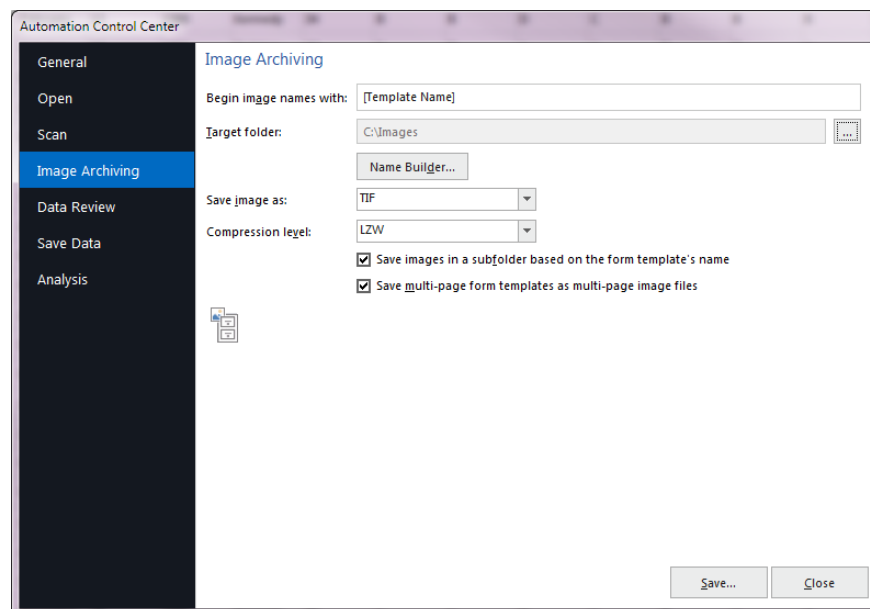 Automation Control Center
General
Open
Scan
Image Archiving
Data Review
Save Data
Analysis
Image Archiving
Begin image names with: [Template Name]
Target folder: C:\Images ...
Name Builder...
Save image as: TIF
Compression level: LZW
Save images in a subfolder based on the form template's name
Save multi-page form templates as multi-page image files
Save... Close